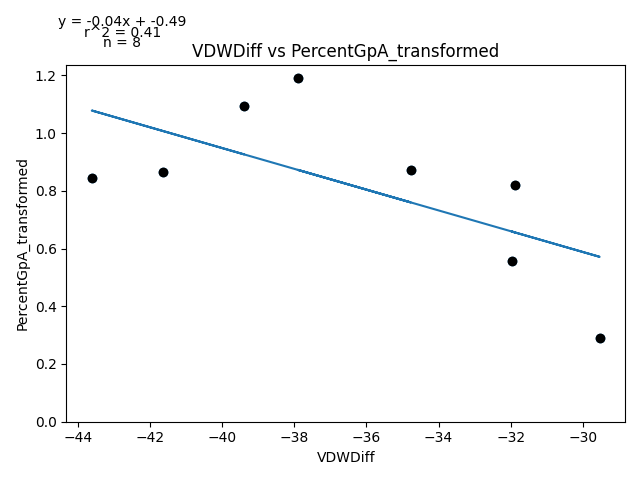 y = -0.04x + -0.49
r^2 = 0.41
n = 8
VDWDiff vs PercentGpA_transformed
1.2
1.0
0.8
0.6
0.4
0.2
0.0
PercentGpA_transformed
−44 −42 −40 −38 −36 −34 −32 −30
VDWDiff